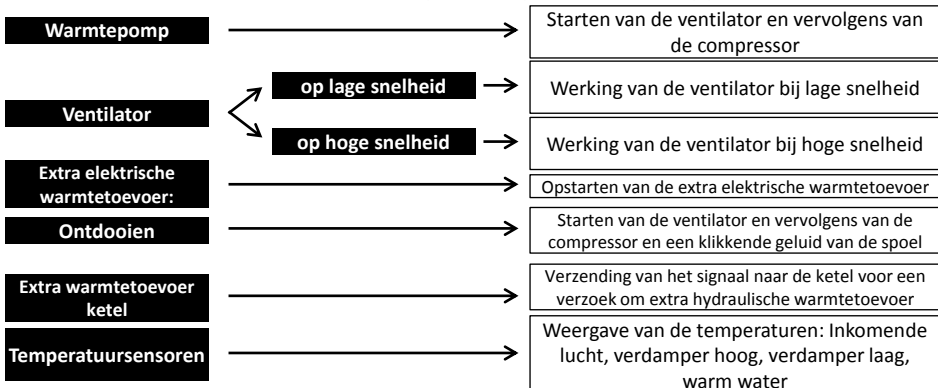 Warmtepomp
Starten van de ventilator en vervolgens van
de compressor
Ventilator
op lage snelheid
Werking van de ventilator bij lage snelheid
op hoge snelheid
Werking van de ventilator bij hoge snelheid
Extra elektrische
warmtetoevoer:
Opstarten van de extra elektrische warmtetoevoer
Ontdooien
Starten van de ventilator en vervolgens van de
compressor en een klikkende geluid van de spoel
Extra warmtetoevoer
ketel
Verzending van het signaal naar de ketel voor een
verzoek om extra hydraulische warmtetoevoer
Temperatuursensoren
Weergave van de temperaturen: Inkomende
lucht, verdamper hoog, verdamper laag,
warm water